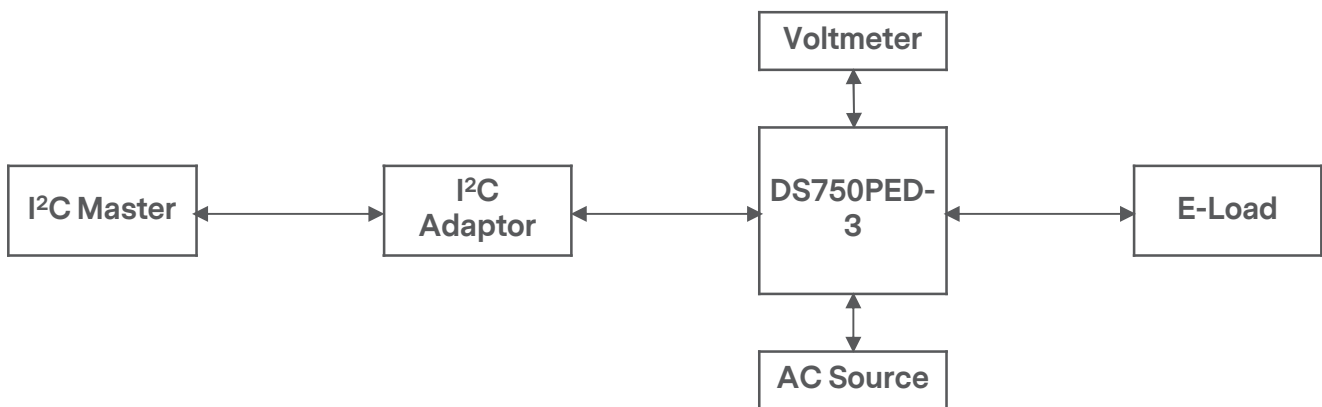 Voltmeter
I²C Master
I²C
Adaptor
DS750PED-
3
E-Load
AC Source